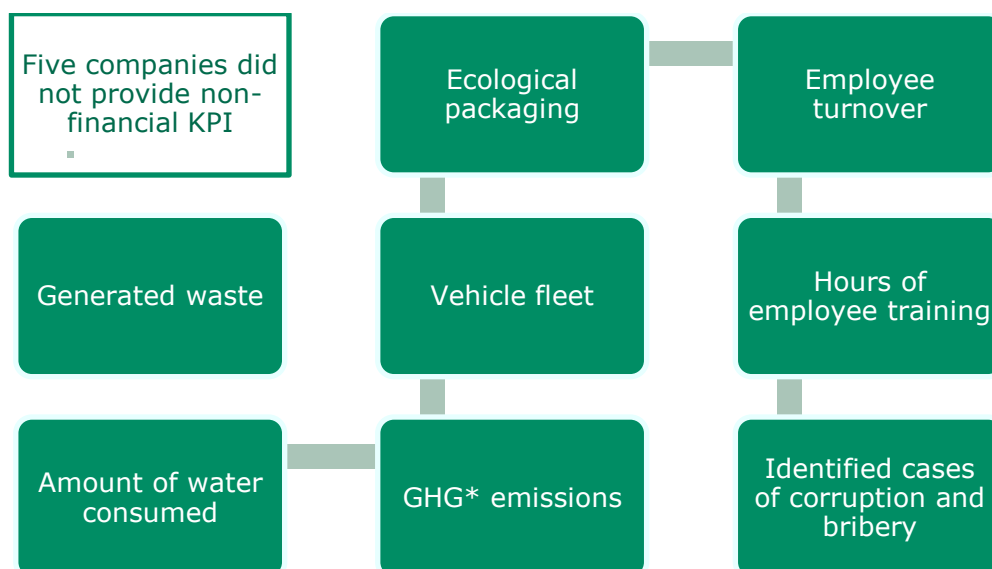 Five companies did
not provide non-
financial KPI
Ecological
packaging
Employee
turnover
Generated waste
Vehicle fleet
Hours of
employee training
Amount of water
consumed
GHG* emissions
Identified cases
of corruption and
bribery